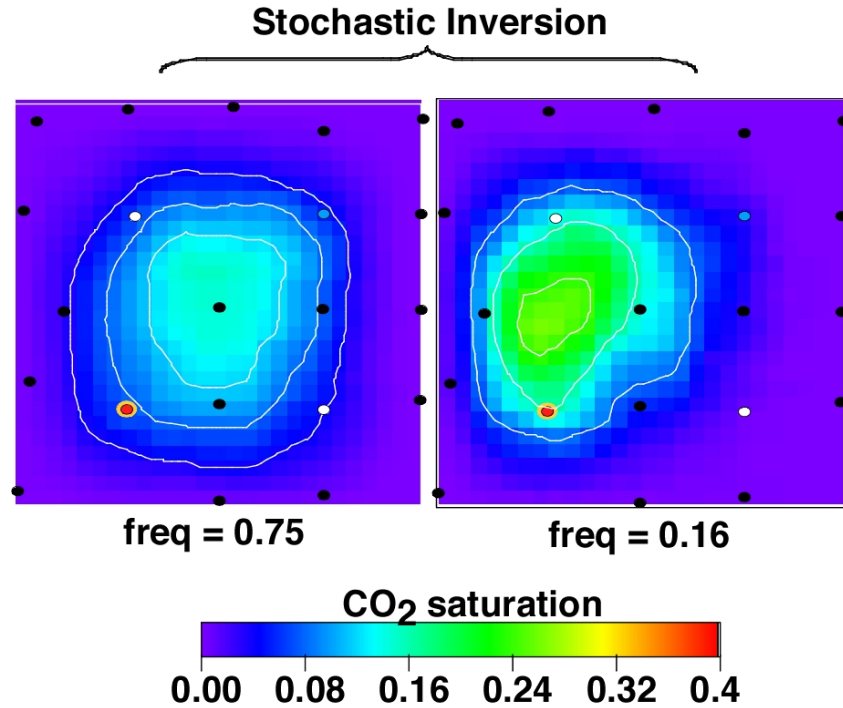 Stochastic Inversion
freq = 0.75
freq = 0.16
CO2 saturation
0.00 0.08 0.16 0.24 0.32 0.4